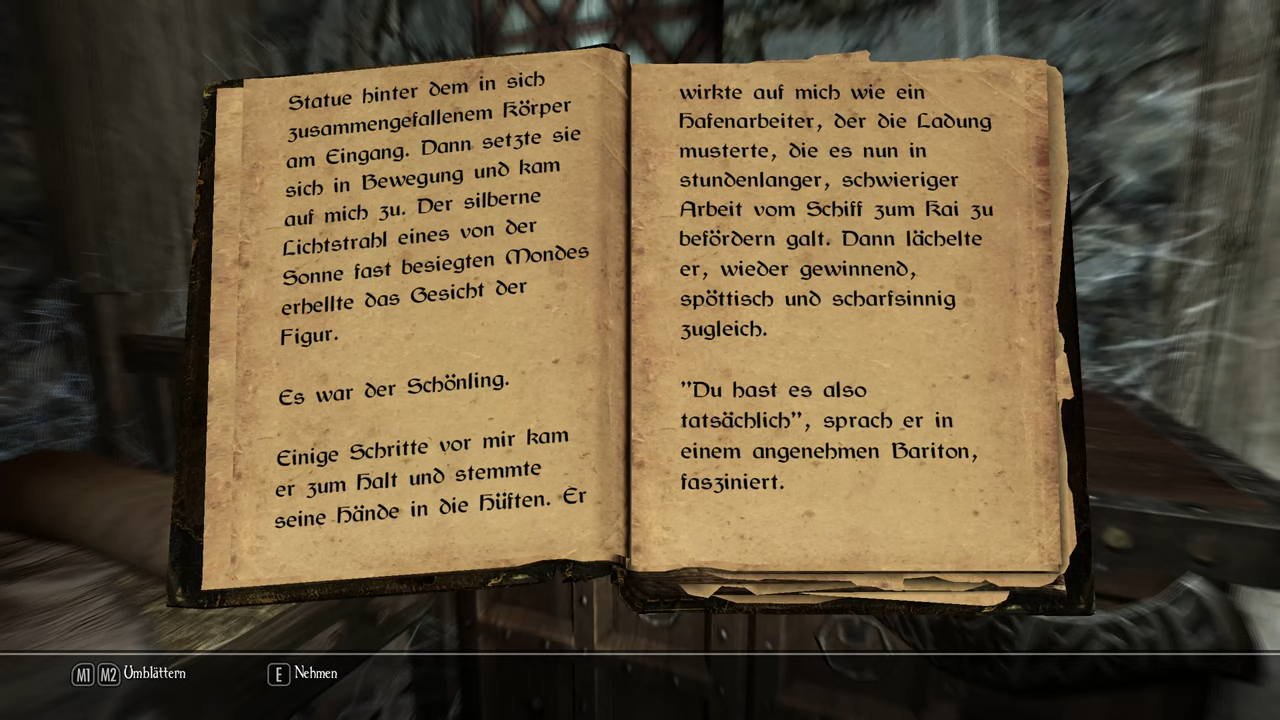 Statue hinter dem in sich
zusammengefallenem Körper
am Eingang. Dann setzte sie
sich in Bewegung und kam
auf mich zu. Der silberne
Lichtstrahl eines von der
Sonne fast besiegten Mondes
erhellte das Gesicht der
Figur.
Es war der Schönling.
Einige Schritte vor mir kam
er zum Halt und stemmte
seine Hände in die Hüften. Er
wirkte auf mich wie ein
Hafenarbeiter, der die Ladung
musterte, die es nun in
stundenlanger, schwieriger
Arbeit vom Schiff zum Kai zu
befördern galt. Dann lächelte
er, wieder gewinnend,
spöttisch und scharfsinnig
zugleich.
"Du hast es also
tatsächlich", sprach er in
einem angenehmen Bariton,
fasziniert.
M1 M2 Umblättern E Nehmen